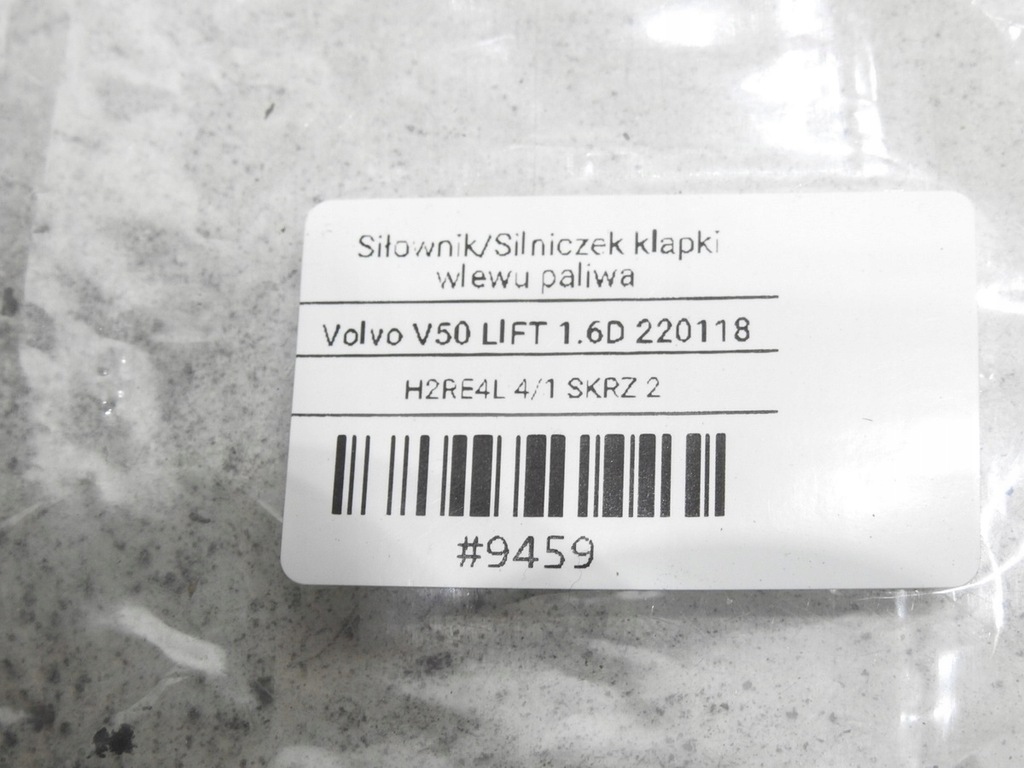 Siłownik/Silniczek klapki
wlewu paliwa
Volvo V50 LIFT 1.6D 220118
H2RE4L 4/1 SKRZ 2
#9459